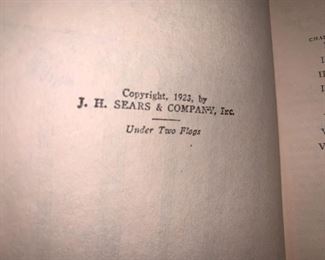 Copyright, 1923, by
J. H. SEARS & COMPANY, Inc.
Under Two Flags